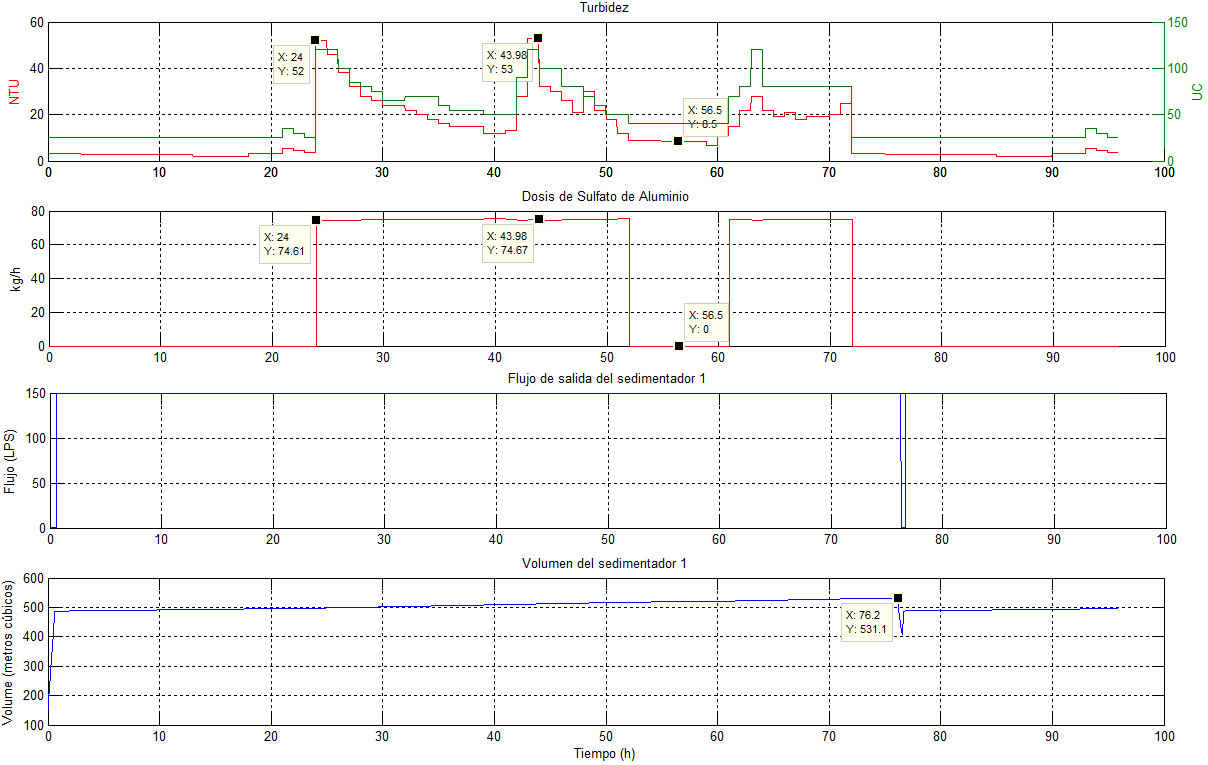 Turbidez
60
40
20
0
NTU
150
100
50
0
UC
X: 24
Y: 52
X: 43.98
Y: 53
X: 56.5
Y: 8.5
0 10 20 30 40 50 60 70 80 90 100
Dosis de Sulfato de Aluminio
80
60
40
20
0
kg/h
X: 24
Y: 74.61
X: 43.98
Y: 74.67
X: 56.5
Y: 0
0 10 20 30 40 50 60 70 80 90 100
Flujo de salida del sedimentador 1
150
100
50
0
Flujo (LPS)
0 10 20 30 40 50 60 70 80 90 100
Volumen del sedimentador 1
600
500
400
300
200
100
Volume (metros cúbicos)
X: 76.2
Y: 531.1
0 10 20 30 40 50 60 70 80 90 100
Tiempo (h)